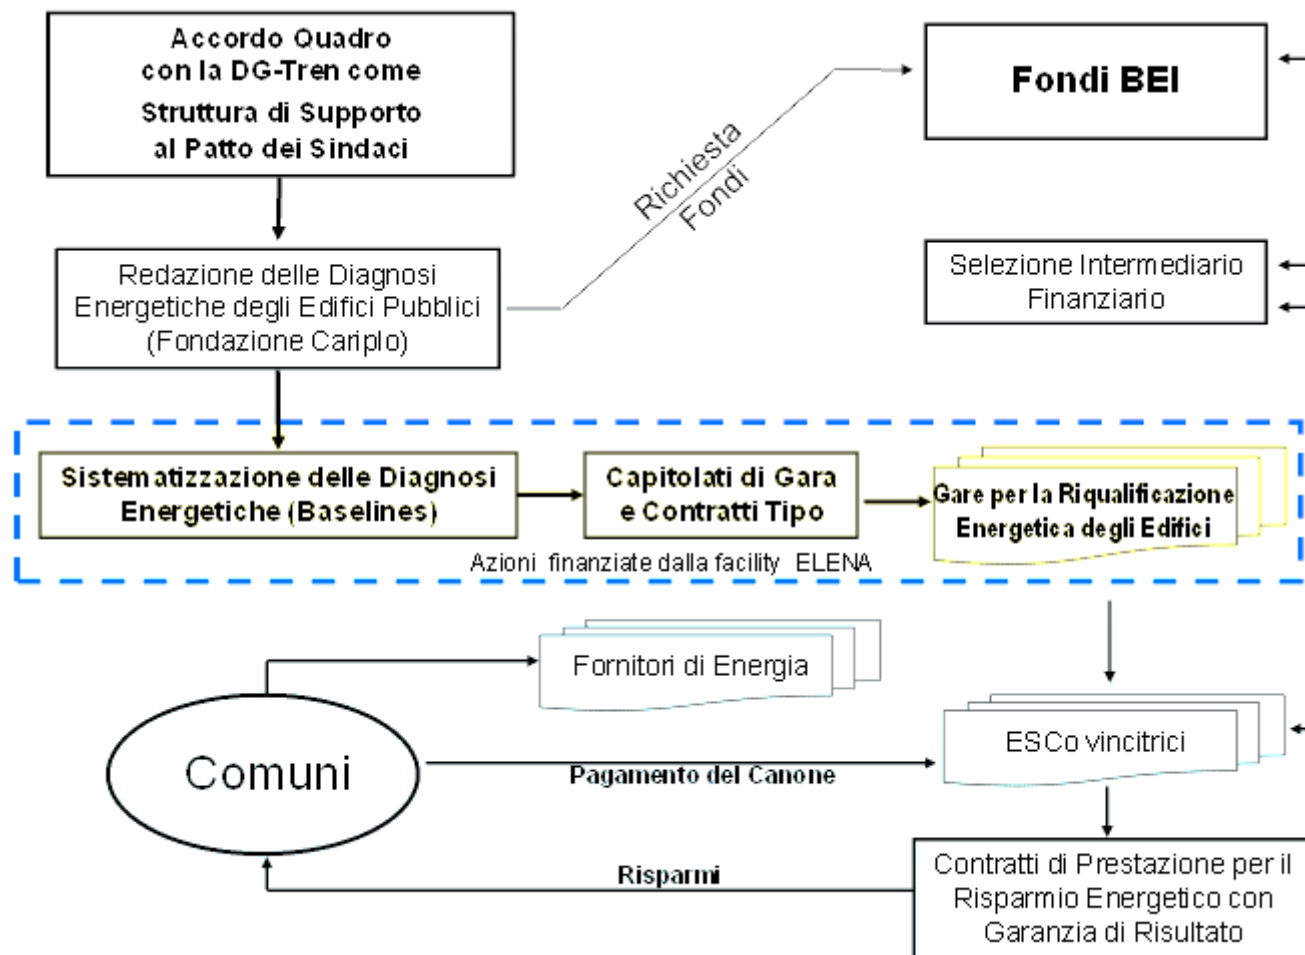 Accordo Quadro
con la DG-Tren come
Struttura di Supporto
al Patto dei Sindaci
Fondi BEI
Richiesta
Fondi
Redazione delle Diagnosi
Energetiche degli Edifici Pubblici
(Fondazione Cariplo)
Selezione Intermediario
Finanziario
Sistematizzazione delle Diagnosi
Energetiche (Baselines)
Capitolati di Gara
e Contratti Tipo
Gare per la Riqualificazione
Energetica degli Edifici
Azioni finanziate dalla facility ELENA
Fornitori di Energia
Comuni
Pagamento del Canone
ESCo vincitrici
Risparmi
Contratti di Prestazione per il
Risparmio Energetico con
Garanzia di Risultato